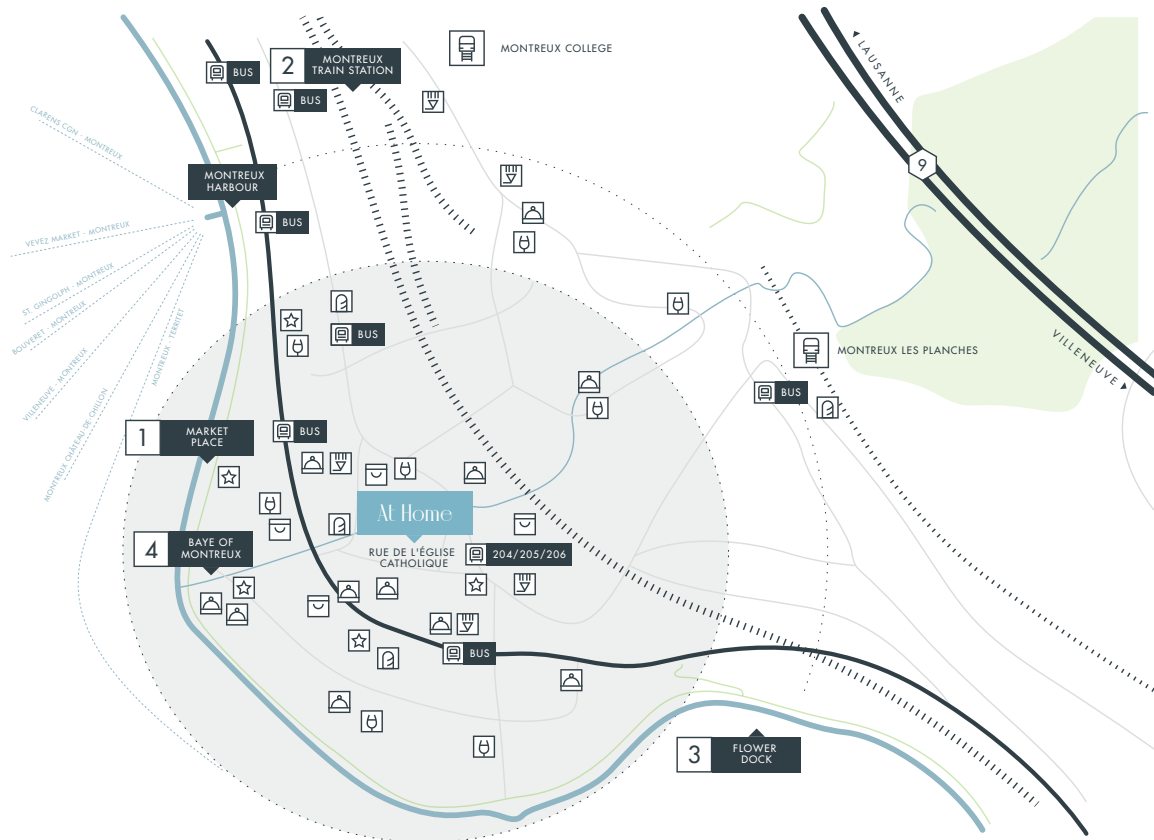 MONTREUX COLLEGE
BUS
2
MONTREUX
TRAIN STATION
BUS
LAUSANNE
9
VILLENEUVE
CLARENS CGN - MONTREUX
MONTREUX
HARBOUR
BUS
VEVEZ MARKET - MONTREUX
ST. GINGOLPH - MONTREUX
BOUVERET - MONTREUX
VILLENEUVE - MONTREUX
MONTREUX CHÂTEAU DE CHILLON
MONTREUX - TERRITET
BUS
MONTREUX LES PLANCHES
BUS
1
MARKET
PLACE
BUS
At Home
RUE DE L'ÉGLISE
CATHOLIQUE
204/205/206
4
BAYE OF
MONTREUX
BUS
3
FLOWER
DOCK